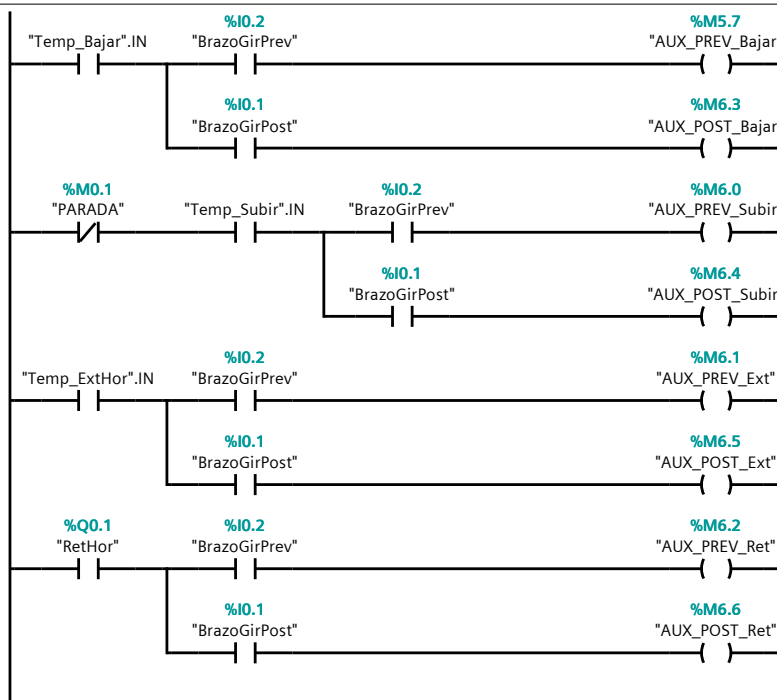 %I0.2 %M5.7
"Temp_Bajar".IN "BrazoGirPrev" "AUX_PREV_Bajar
%I0.1 %M6.3
"BrazoGirPost" "AUX_POST_Bajar
%M0.1 %I0.2 %M6.0
"PARADA" "Temp_Subir".IN "BrazoGirPrev" "AUX_PREV_Subir
%I0.1 %M6.4
"BrazoGirPost" "AUX_POST_Subir
%I0.2 %M6.1
"Temp_ExtHor".IN "BrazoGirPrev" "AUX_PREV_Ext"
%I0.1 %M6.5
"BrazoGirPost" "AUX_POST_Ext"
%Q0.1 %I0.2 %M6.2
"RetHor" "BrazoGirPrev" "AUX_PREV_Ret"
%I0.1 %M6.6
"BrazoGirPost" "AUX_POST_Ret"